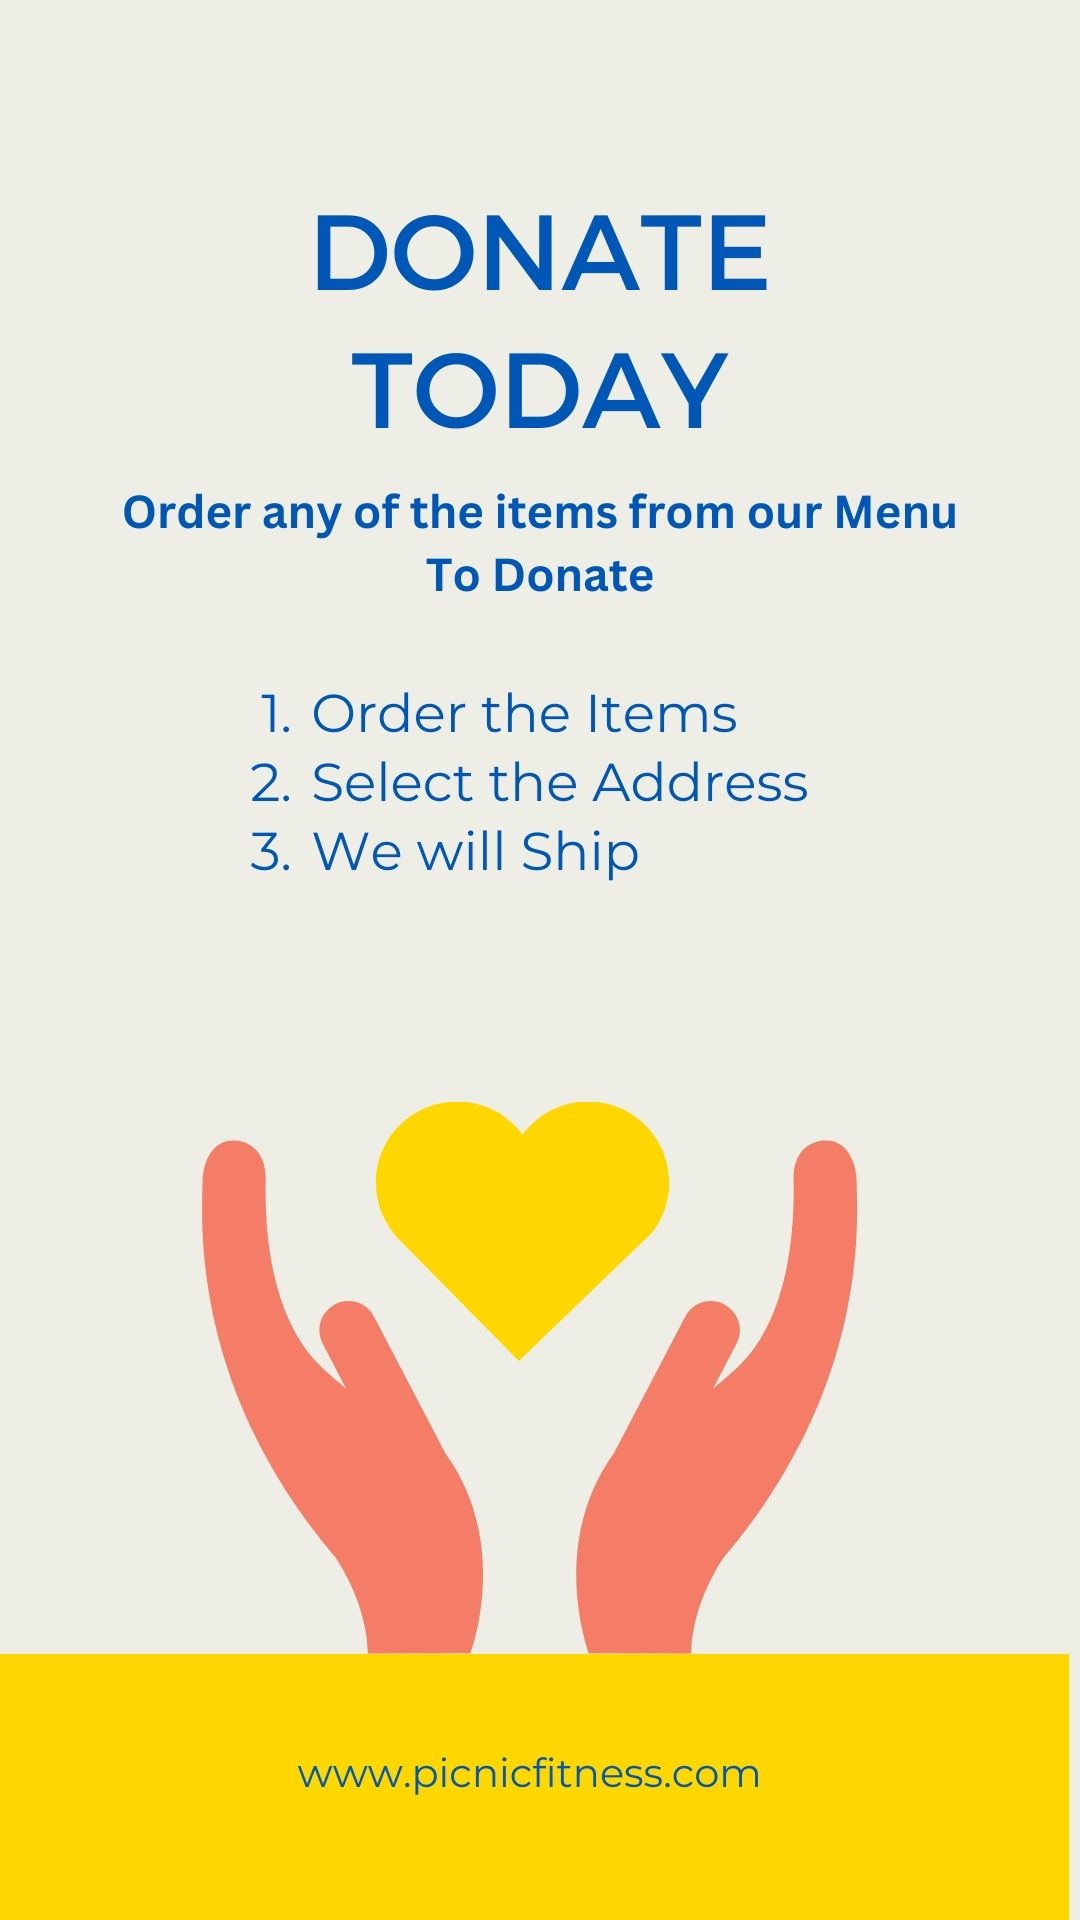 DONATE
TODAY
Order any of the items from our Menu
To Donate
1. Order the Items
2. Select the Address
3. We will Ship
www.picnicfitness.com